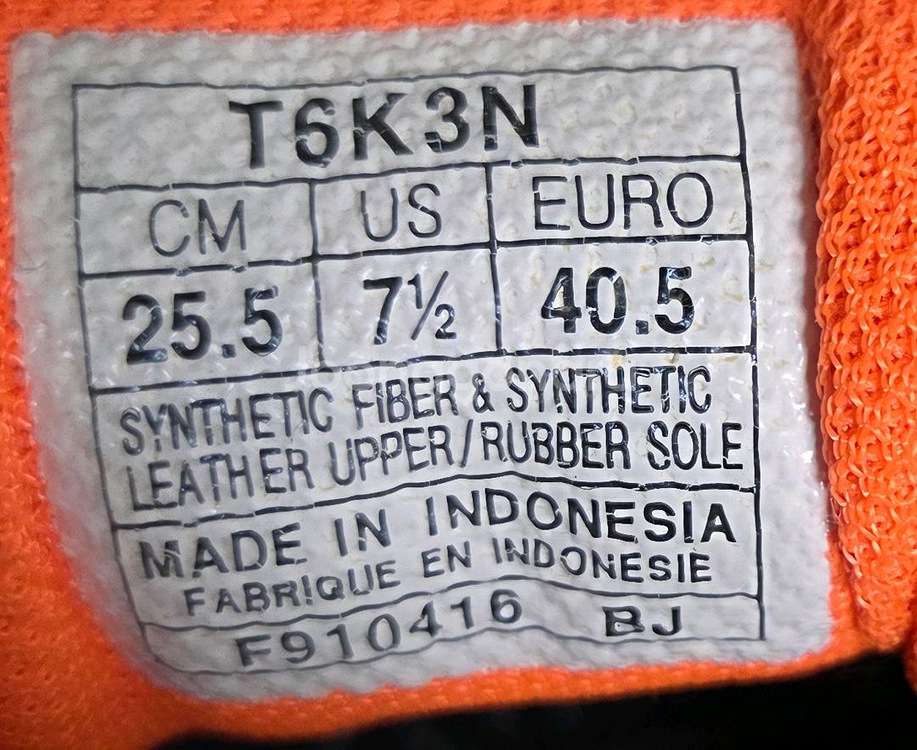 T6K3N
CM US EURO
25.5 7½ 40.5
SYNTHETIC FIBER & SYNTHETIC
LEATHER UPPER/RUBBER SOLE
MADE IN INDONESIA
FABRIQUE EN INDONESIE
F910416 BJ